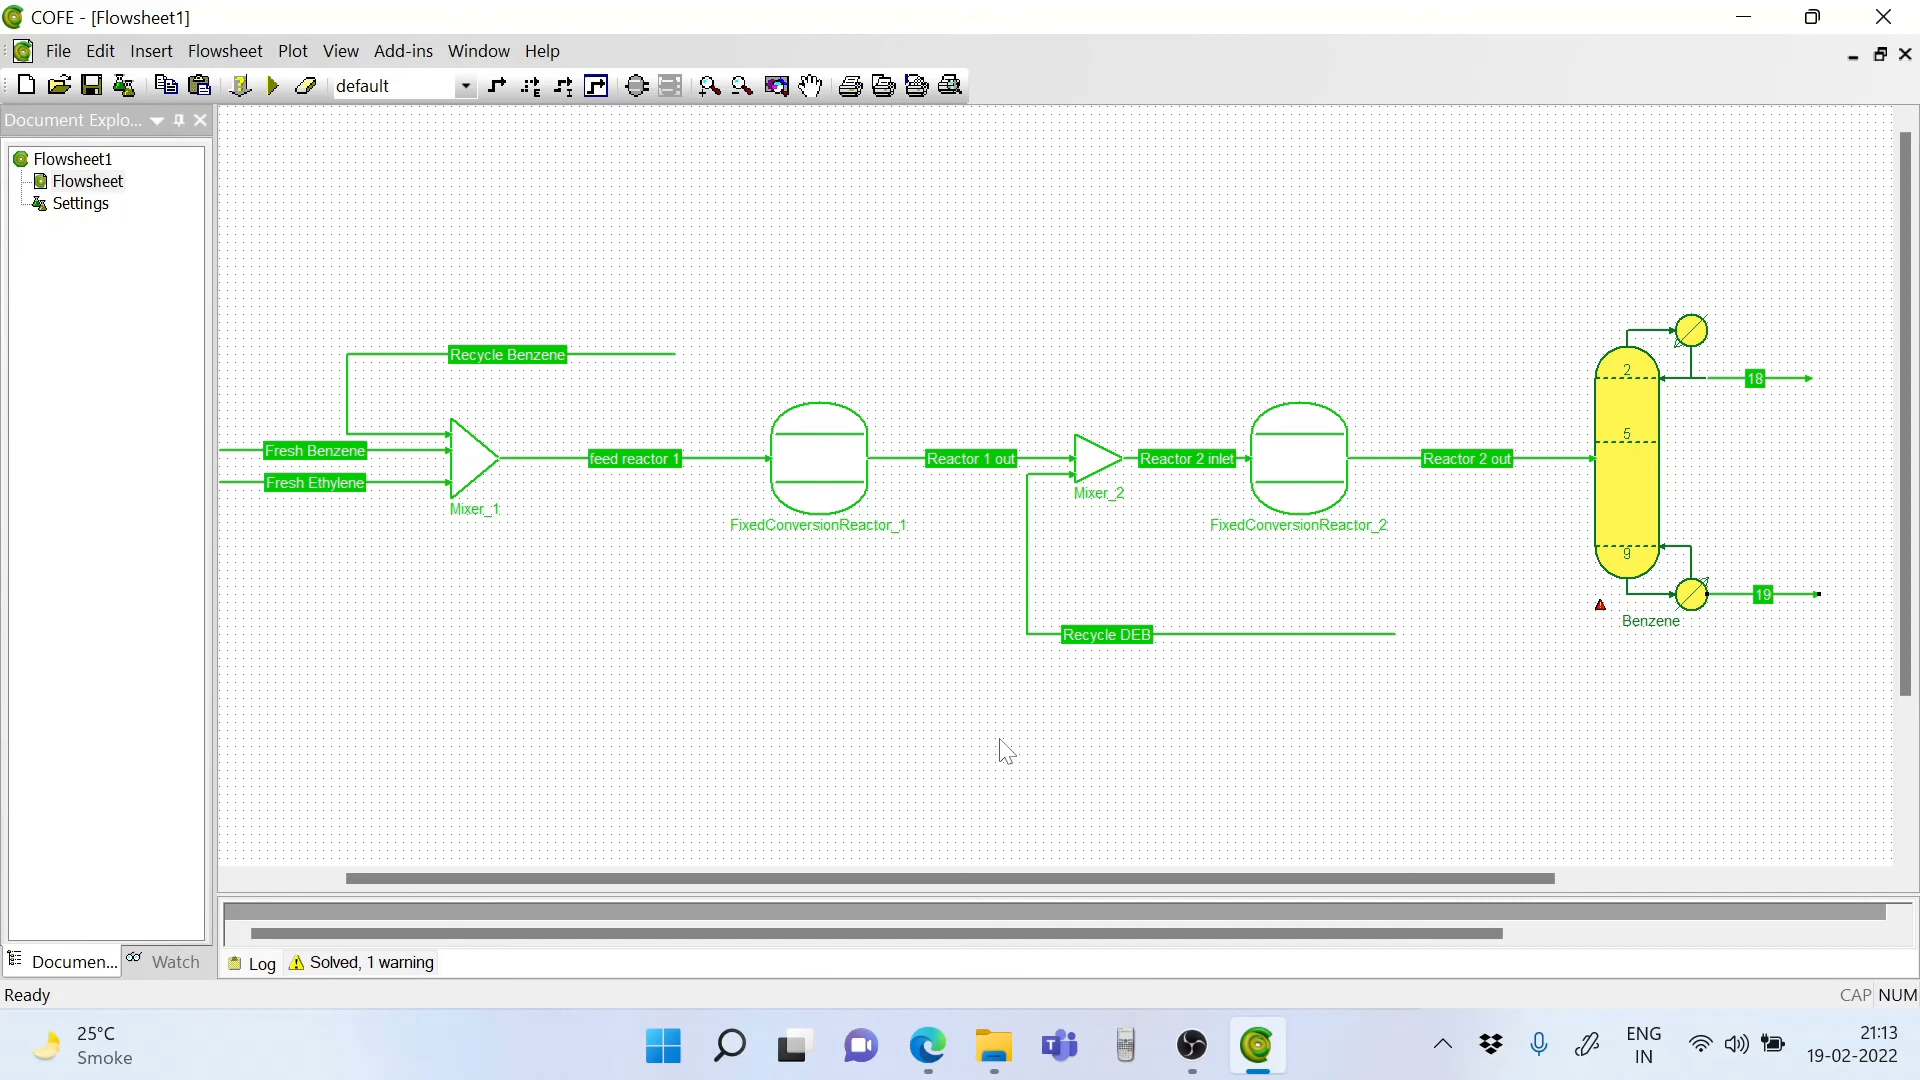 COFE - [Flowsheet1]
File Edit Insert Flowsheet Plot View Add-ins Window Help
default
Document Explo...
Flowsheet1
Flowsheet
Settings
Recycle Benzene
Fresh Benzene
Fresh Ethylene
Mixer_1
feed reactor 1
FixedConversionReactor_1
Reactor 1 out
Mixer_2
Reactor 2 inlet
FixedConversionReactor_2
Reactor 2 out
Recycle DEB
2
5
9
18
19
Benzene
Documen... Watch
Log Solved, 1 warning
Ready
CAP NUM
25°C
Smoke
ENG
IN
21:13
19-02-2022